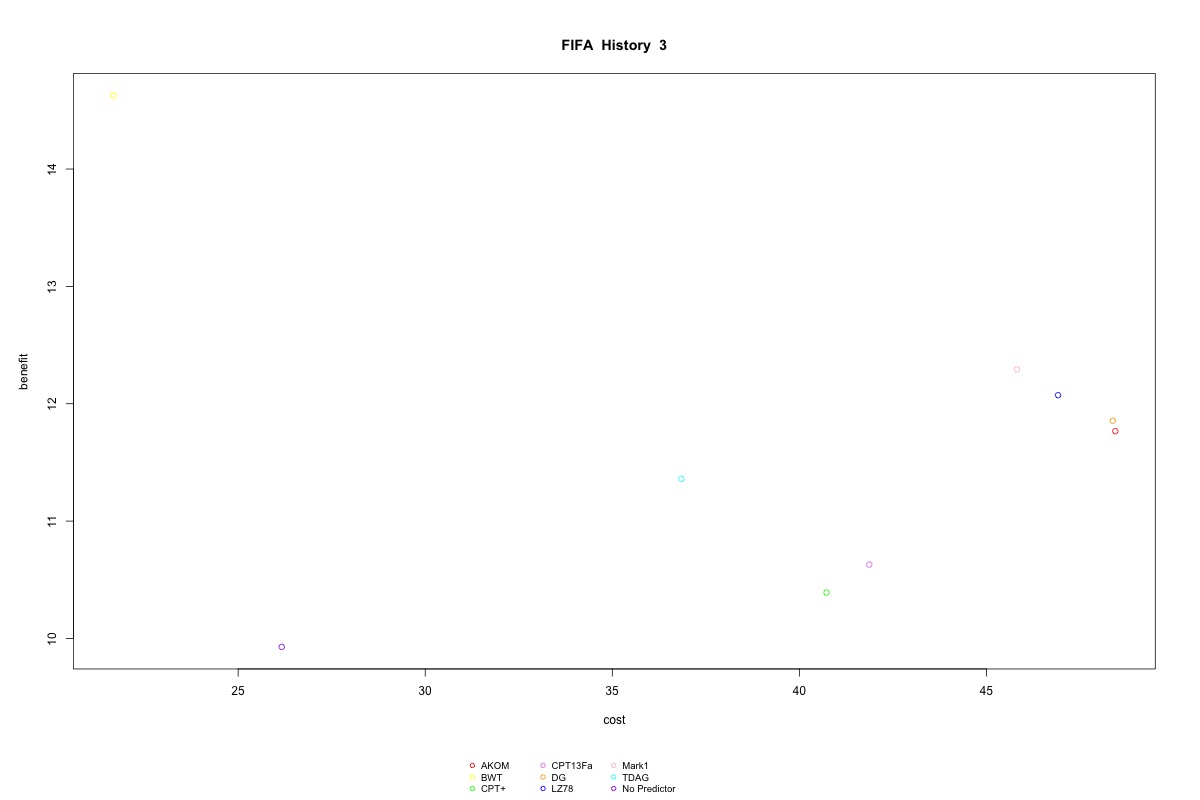 FIFA History 3
14
13
12
11
10
benefit
25 30 35 40 45
cost
AKOM CPT13Fa Mark1
BWT DG TDAG
CPT+ LZ78 No Predictor